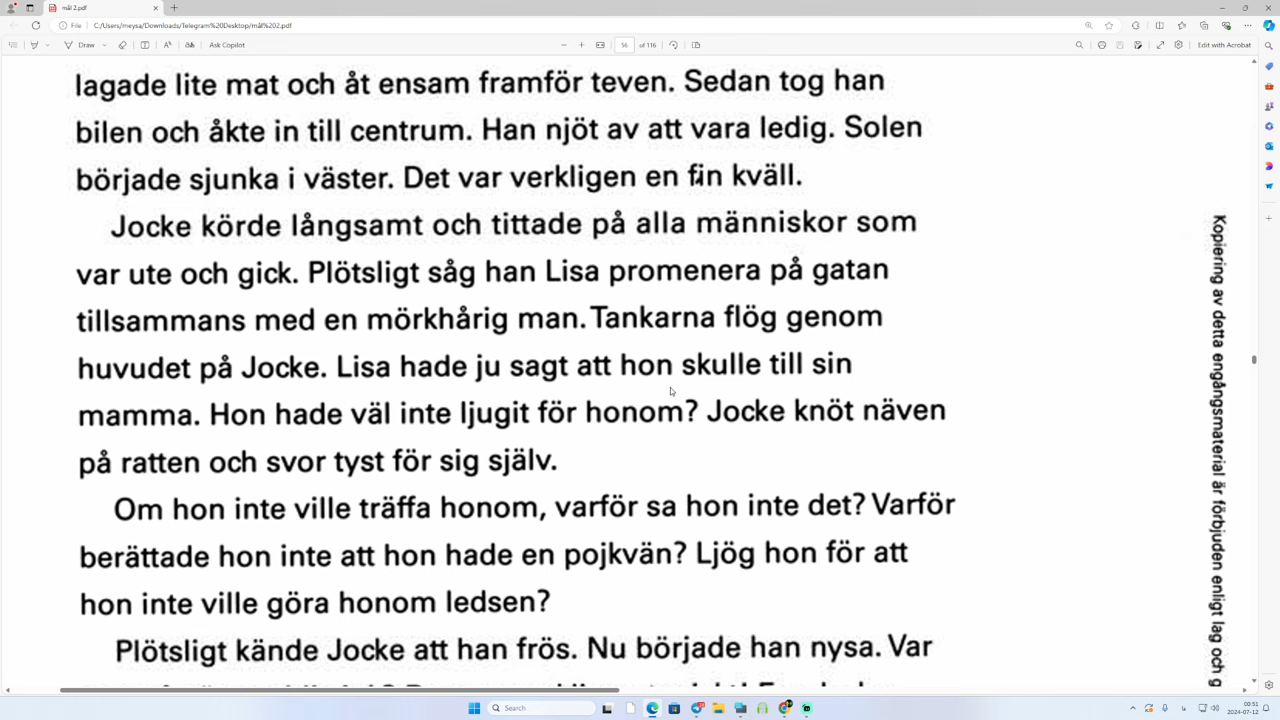 mål 2.pdf
File
C:/Users/meysa/Downloads/Telegram%20Desktop/mål%202.pdf
Draw
Ask Copilot
56 of 116
Edit with Acrobat
lagade lite mat och åt ensam framför teven. Sedan tog han
bilen och åkte in till centrum. Han njöt av att vara ledig. Solen
började sjunka i väster. Det var verkligen en fin kväll.
Jocke körde långsamt och tittade på alla människor som
var ute och gick. Plötsligt såg han Lisa promenera på gatan
tillsammans med en mörkhårig man. Tankarna flög genom
huvudet på Jocke. Lisa hade ju sagt att hon skulle till sin
mamma. Hon hade väl inte ljugit för honom? Jocke knöt näven
på ratten och svor tyst för sig själv.
Om hon inte ville träffa honom, varför sa hon inte det? Varför
berättade hon inte att hon hade en pojkvän? Ljög hon för att
hon inte ville göra honom ledsen?
Plötsligt kände Jocke att han frös. Nu började han nysa. Var
Kopiering av detta engångsmaterial är förbjuden enligt lag och
Search
00:51
2024-07-12